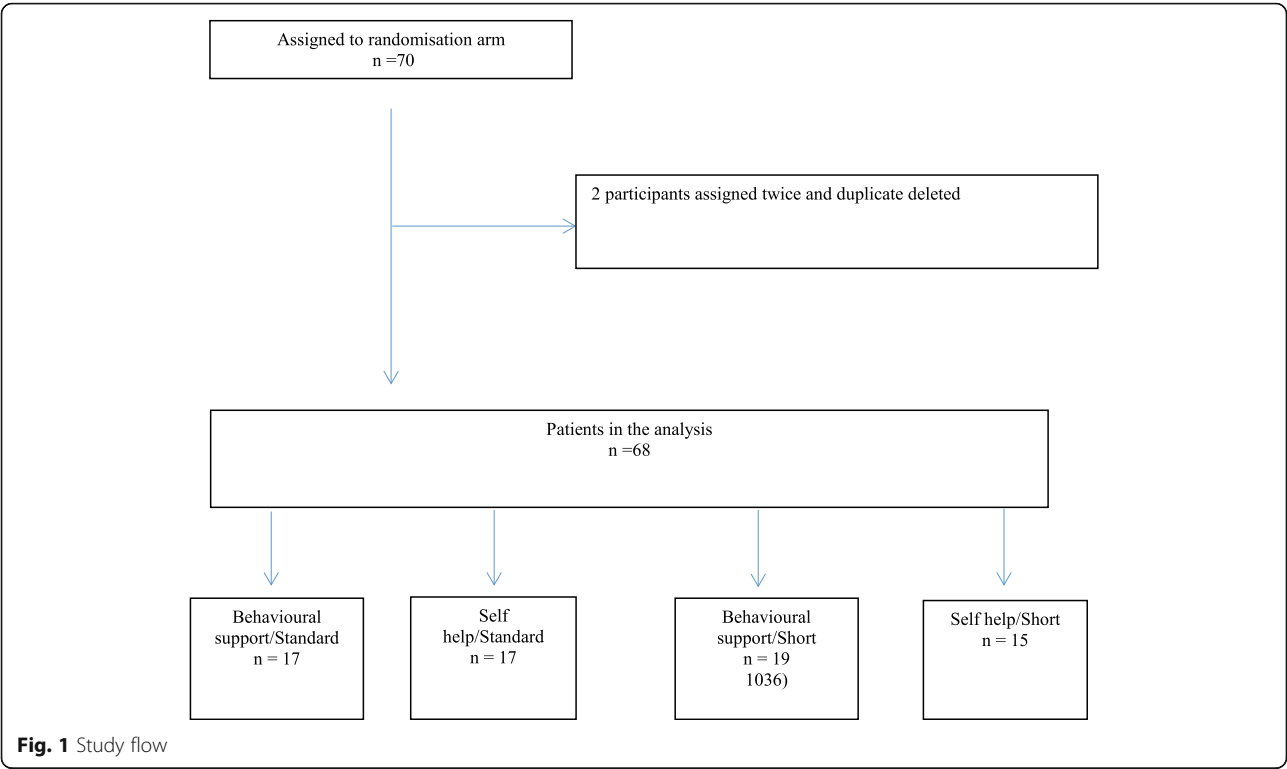 Assigned to randomisation arm
n =70
2 participants assigned twice and duplicate deleted
Patients in the analysis
n =68
Behavioural
support/Standard
n = 17
Self
help/Standard
n = 17
Behavioural
support/Short
n = 19
1036)
Self help/Short
n = 15
Fig. 1 Study flow